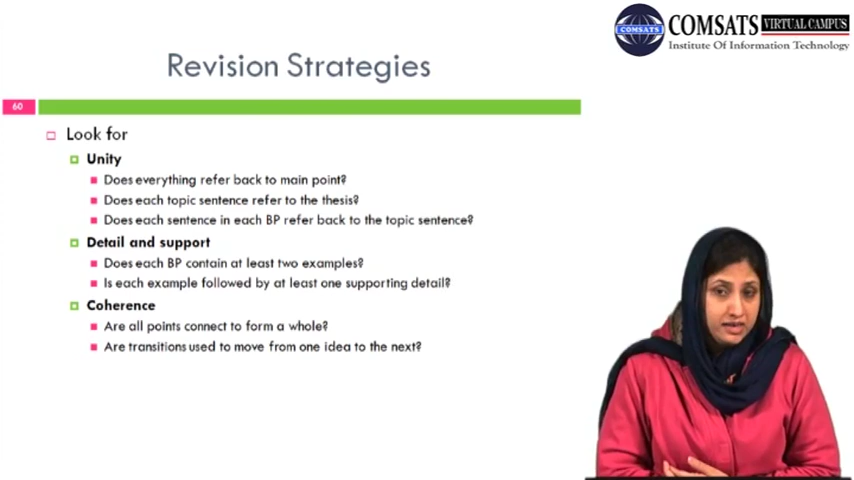 COMSATS VIRTUAL CAMPUS
Institute Of Information Technology
COMSATS
Revision Strategies
60
Look for
Unity
Does everything refer back to main point?
Does each topic sentence refer to the thesis?
Does each sentence in each BP refer back to the topic sentence?
Detail and support
Does each BP contain at least two examples?
Is each example followed by at least one supporting detail?
Coherence
Are all points connect to form a whole?
Are transitions used to move from one idea to the next?